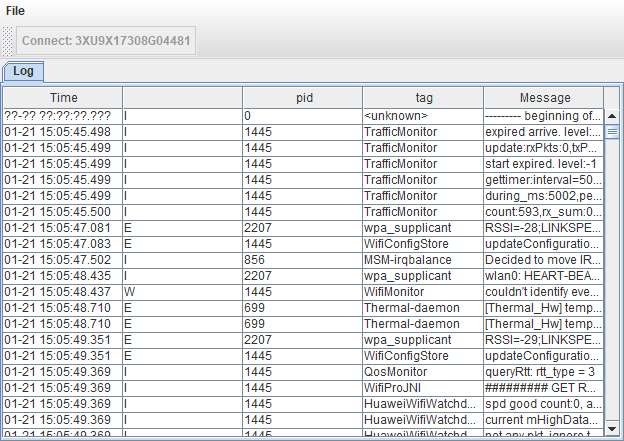 File
Connect: 3XU9X17308G04481
Log
Time pid tag Message
??-?? ??:??:??.??? I 0 <unknown> --------- beginning of...
01-21 15:05:45.498 I 1445 TrafficMonitor expired arrive. level:...
01-21 15:05:45.499 I 1445 TrafficMonitor update:rxPkts:0,txP...
01-21 15:05:45.499 I 1445 TrafficMonitor start expired. level:-1
01-21 15:05:45.499 I 1445 TrafficMonitor gettimer:interval=50...
01-21 15:05:45.499 I 1445 TrafficMonitor during_ms:5002,pe...
01-21 15:05:45.500 I 1445 TrafficMonitor count:593,rx_sum:0...
01-21 15:05:47.081 E 2207 wpa_supplicant RSSI=-28;LINKSPE...
01-21 15:05:47.083 E 1445 WifiConfigStore updateConfiguratio...
01-21 15:05:47.502 I 856 MSM-irqbalance Decided to move IR...
01-21 15:05:48.435 I 2207 wpa_supplicant wlan0: HEART-BEA...
01-21 15:05:48.437 W 1445 WifiMonitor couldn't identify eve...
01-21 15:05:48.710 E 699 Thermal-daemon [Thermal_Hw] temp...
01-21 15:05:48.710 E 699 Thermal-daemon [Thermal_Hw] temp...
01-21 15:05:49.351 E 2207 wpa_supplicant RSSI=-29;LINKSPE...
01-21 15:05:49.351 E 1445 WifiConfigStore updateConfiguratio...
01-21 15:05:49.369 I 1445 QosMonitor queryRtt: rtt_type = 3
01-21 15:05:49.369 I 1445 WifiProJNI ######### GET R...
01-21 15:05:49.369 I 1445 HuaweiWifiWatchd... spd good count:0, a...
01-21 15:05:49.369 I 1445 HuaweiWifiWatchd... current mHighData...
01-21 15:05:49.369 I 1445 HuaweiWifiWatchd... not any pkt, ignore t...